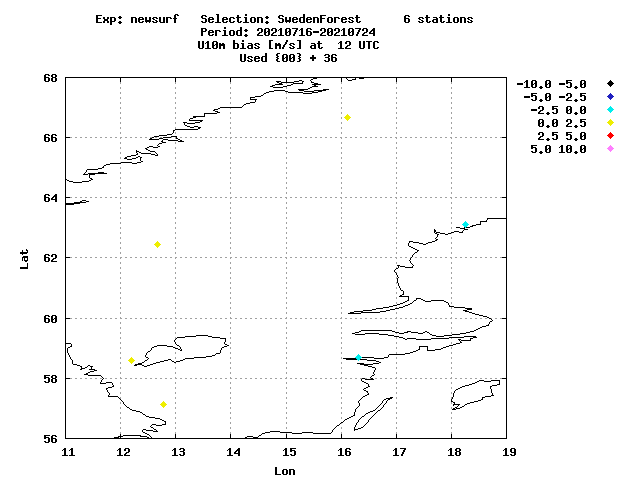 Exp: newsurf   Selection: SwedenForest      6 stations
Period: 20210716-20210724
U10m bias [m/s] at  12 UTC
Used {00} + 36
-10.0 -5.0
-5.0 -2.5
-2.5 0.0
0.0 2.5
2.5 5.0
5.0 10.0
68
66
64
62
60
58
56
Lat
11 12 13 14 15 16 17 18 19
Lon